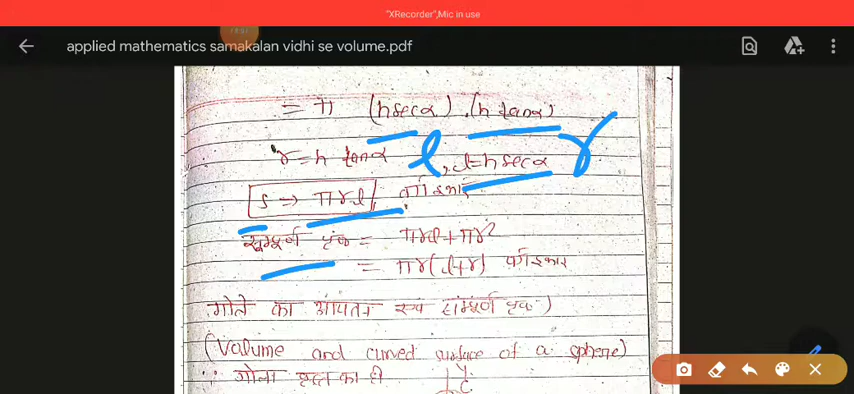 "XRecorder",Mic in use
applied mathematics samakalan vidhi se volume.pdf
= π (h secα) . (h tanα)
r = h tanα l , l = h secα r
S => πrl वर्ग इकाई
सम्पूर्ण पृष्ठ = πrl + πr²
= πr(l+r) वर्ग इकाई
गोले का आयतन एवं सम्पूर्ण पृष्ठ)
(Volume and curved surface of a sphere)
∵ गोला वृत्त का ही